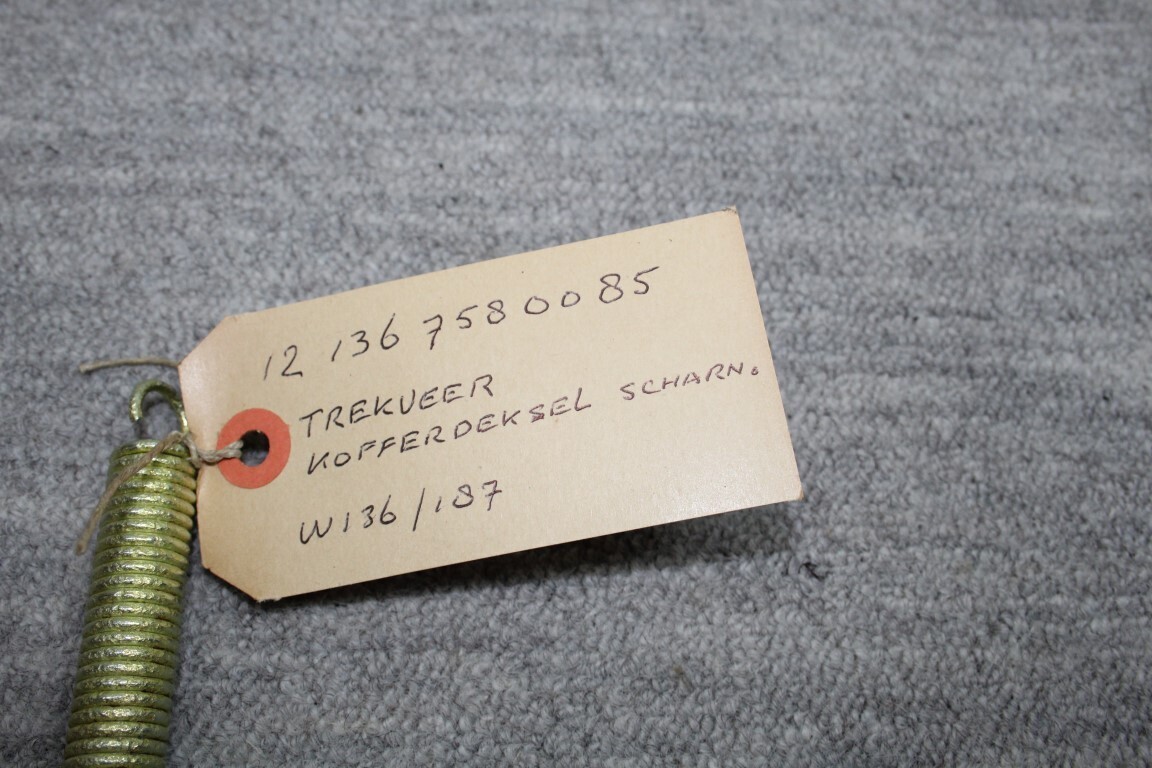 12 136 758 00 85
TREKVEER
KOFFERDEKSEL SCHARN.
W136/187